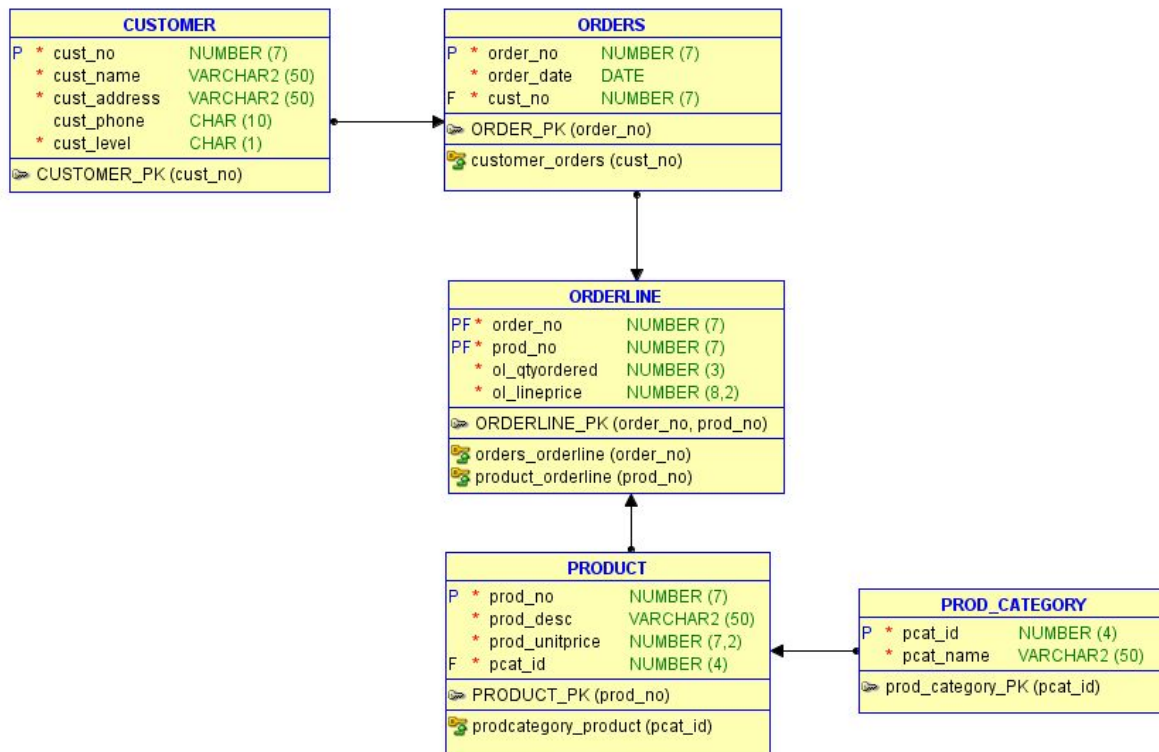 CUSTOMER
P * cust_no NUMBER (7)
* cust_name VARCHAR2 (50)
* cust_address VARCHAR2 (50)
cust_phone CHAR (10)
* cust_level CHAR (1)
CUSTOMER_PK (cust_no)
ORDERS
P * order_no NUMBER (7)
* order_date DATE
F * cust_no NUMBER (7)
ORDER_PK (order_no)
customer_orders (cust_no)
ORDERLINE
PF * order_no NUMBER (7)
PF * prod_no NUMBER (7)
* ol_qtyordered NUMBER (3)
* ol_lineprice NUMBER (8,2)
ORDERLINE_PK (order_no, prod_no)
orders_orderline (order_no)
product_orderline (prod_no)
PRODUCT
P * prod_no NUMBER (7)
* prod_desc VARCHAR2 (50)
* prod_unitprice NUMBER (7,2)
F * pcat_id NUMBER (4)
PRODUCT_PK (prod_no)
prodcategory_product (pcat_id)
PROD_CATEGORY
P * pcat_id NUMBER (4)
* pcat_name VARCHAR2 (50)
prod_category_PK (pcat_id)